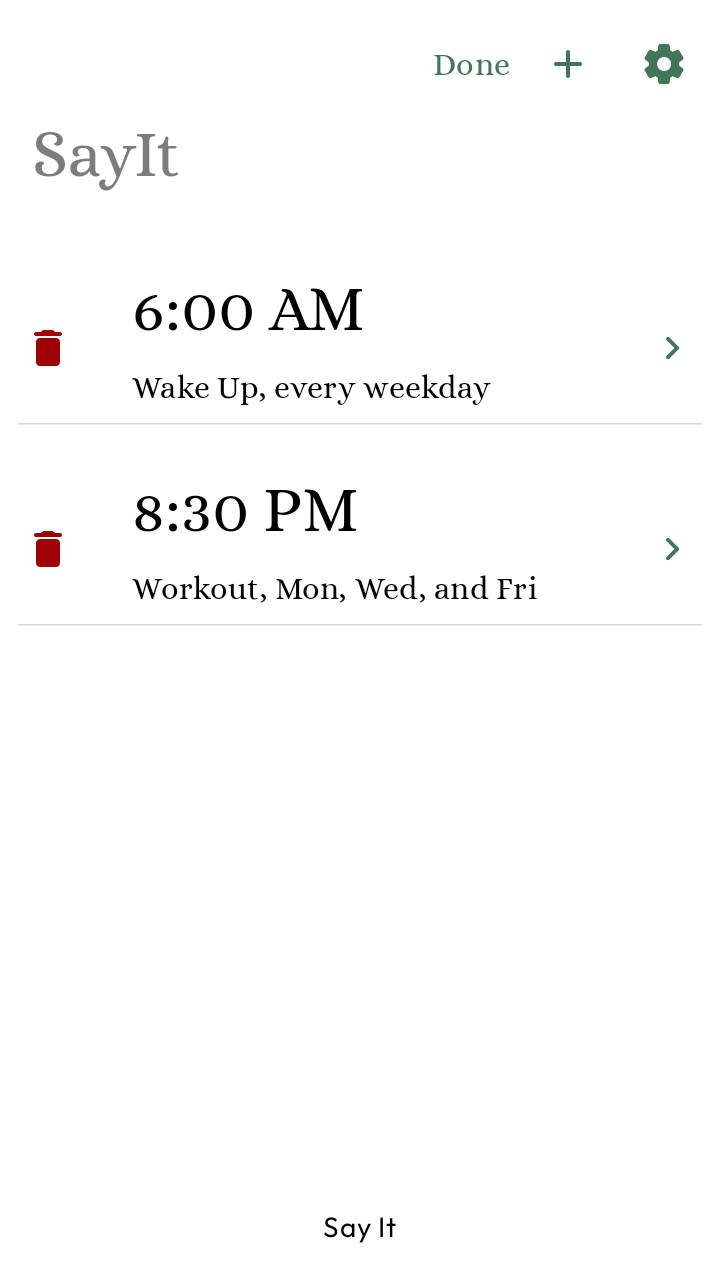 Done
SayIt
6:00 AM
Wake Up, every weekday
8:30 PM
Workout, Mon, Wed, and Fri
Say It